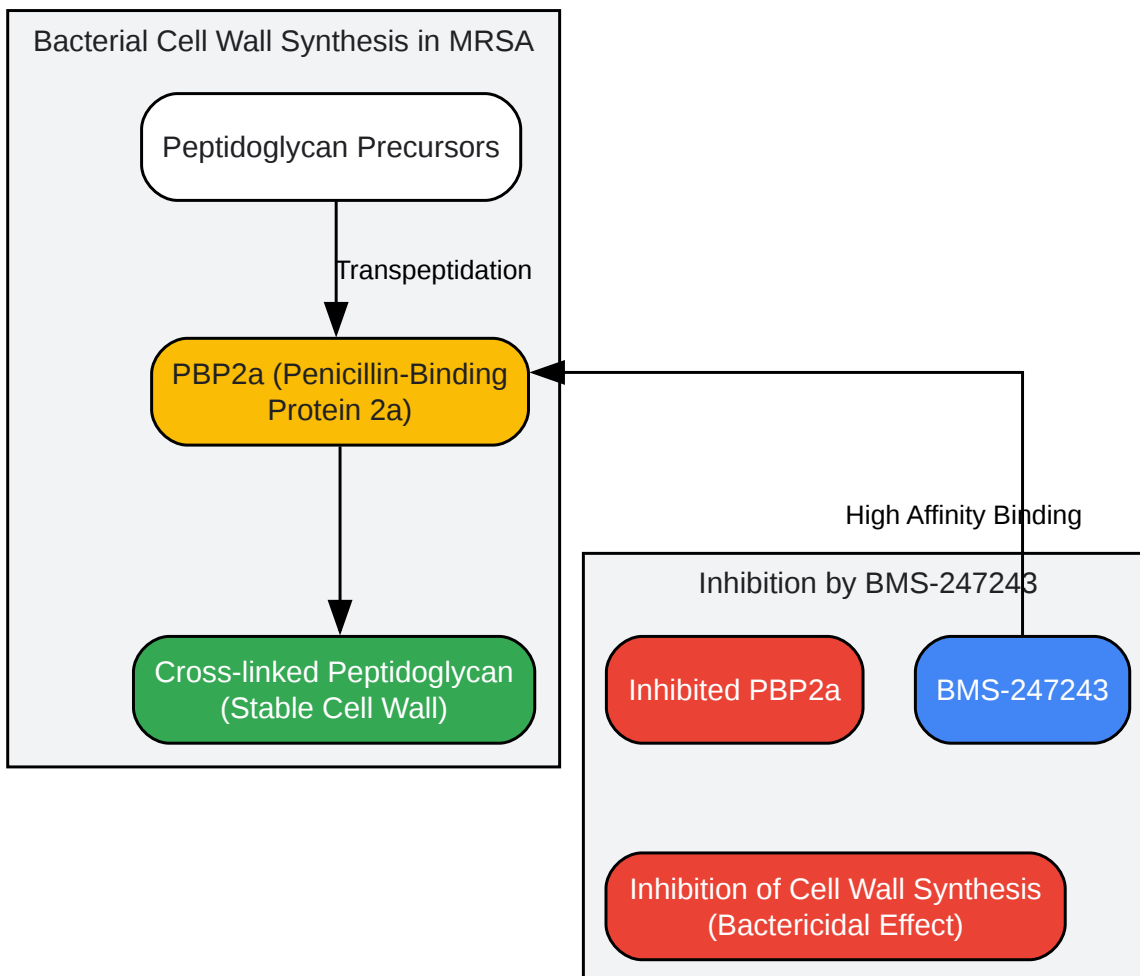 Bacterial Cell Wall Synthesis in MRSA
Peptidoglycan Precursors
Transpeptidation
PBP2a (Penicillin-Binding
Protein 2a)
High Affinity Binding
Inhibition by BMS-247243
Cross-linked Peptidoglycan
(Stable Cell Wall)
Inhibited PBP2a
BMS-247243
Inhibition of Cell Wall Synthesis
(Bactericidal Effect)